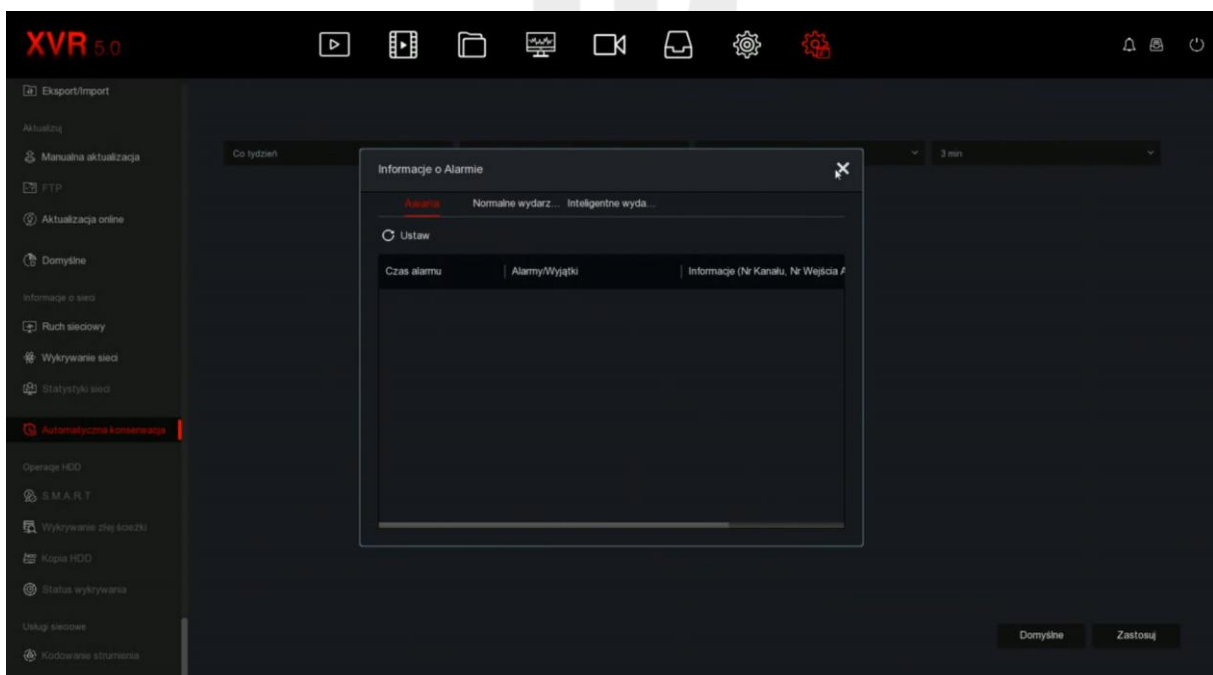 XVR 5.0
Eksport/Import
Aktualizuj
Manualna aktualizacja
FTP
Aktualizacja online
Domyślne
Informacje o sieci
Ruch sieciowy
Wykrywanie sieci
Statystyki sieci
Automatyczna konserwacja
Operacje HDD
S.M.A.R.T
Wykrywanie złej ścieżki
Kopia HDD
Status wykrywania
Usługi sieciowe
Kodowanie strumienia
Co tydzień
3 min
Informacje o Alarmie
Awaria Normalne wydarz... Inteligentne wyda...
Ustaw
Czas alarmu Alarmy/Wyjątki Informacje (Nr Kanału, Nr Wejścia A
Domyślne Zastosuj